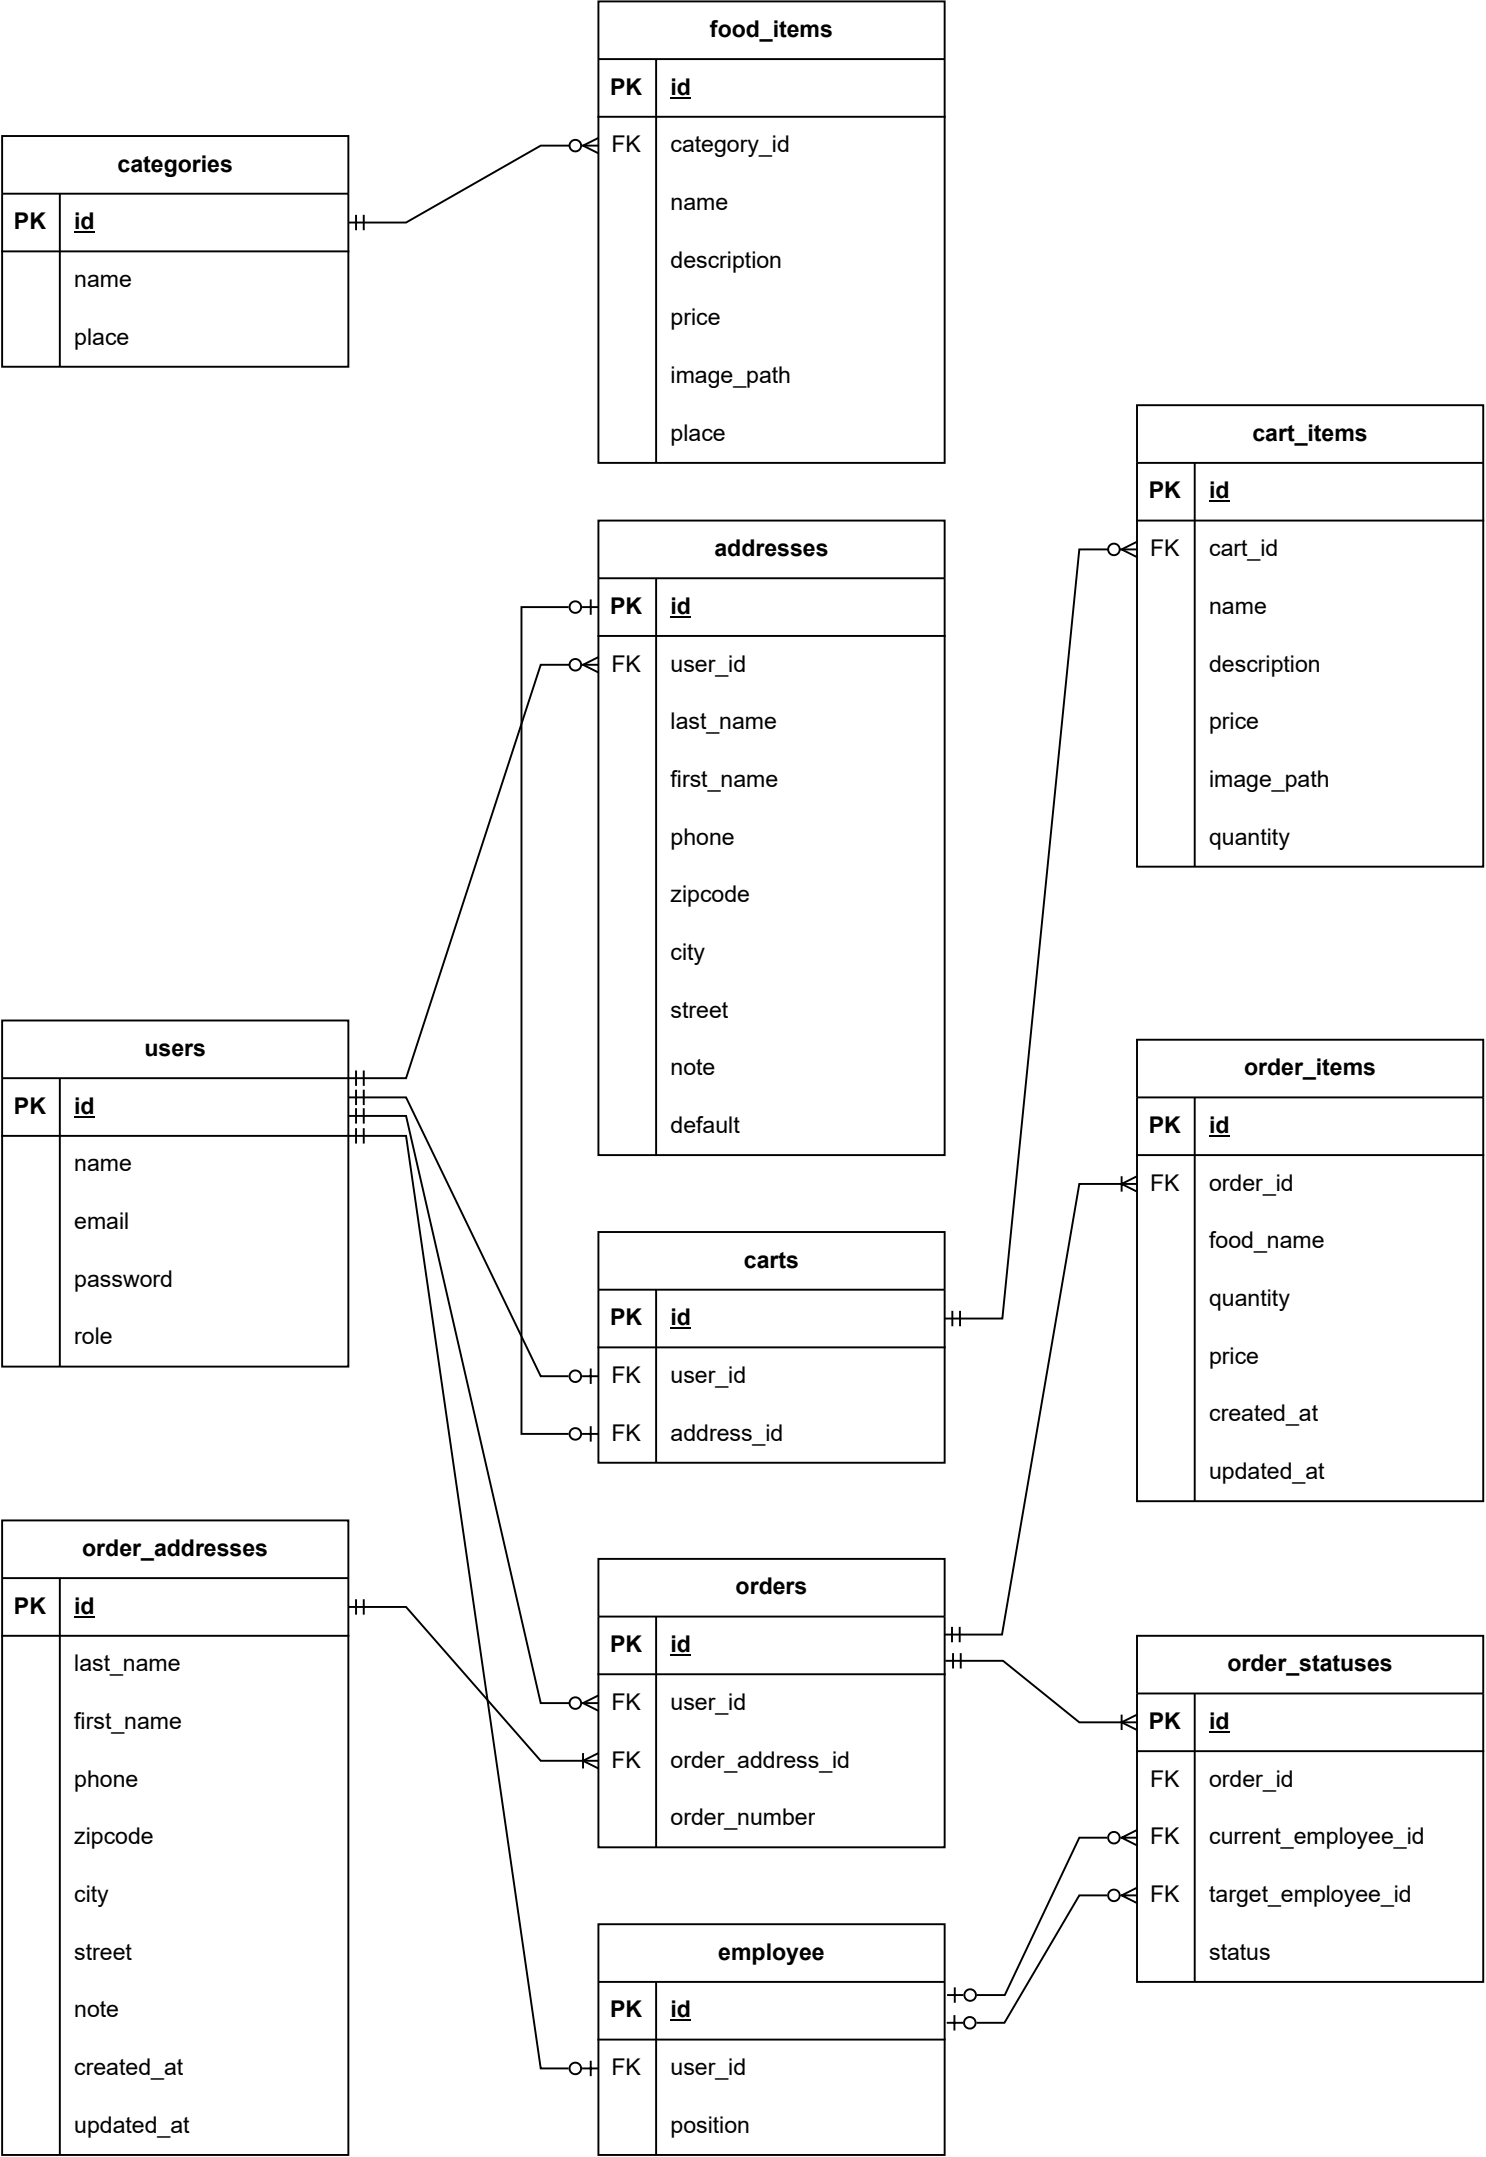 food_items
PK id
FK category_id
name
description
price
image_path
place
categories
PK id
name
place
cart_items
PK id
FK cart_id
name
description
price
image_path
quantity
addresses
PK id
FK user_id
last_name
first_name
phone
zipcode
city
street
note
default
users
PK id
name
email
password
role
order_items
PK id
FK order_id
food_name
quantity
price
created_at
updated_at
carts
PK id
FK user_id
FK address_id
order_addresses
PK id
last_name
first_name
phone
zipcode
city
street
note
created_at
updated_at
orders
PK id
FK user_id
FK order_address_id
order_number
order_statuses
PK id
FK order_id
FK current_employee_id
FK target_employee_id
status
employee
PK id
FK user_id
position